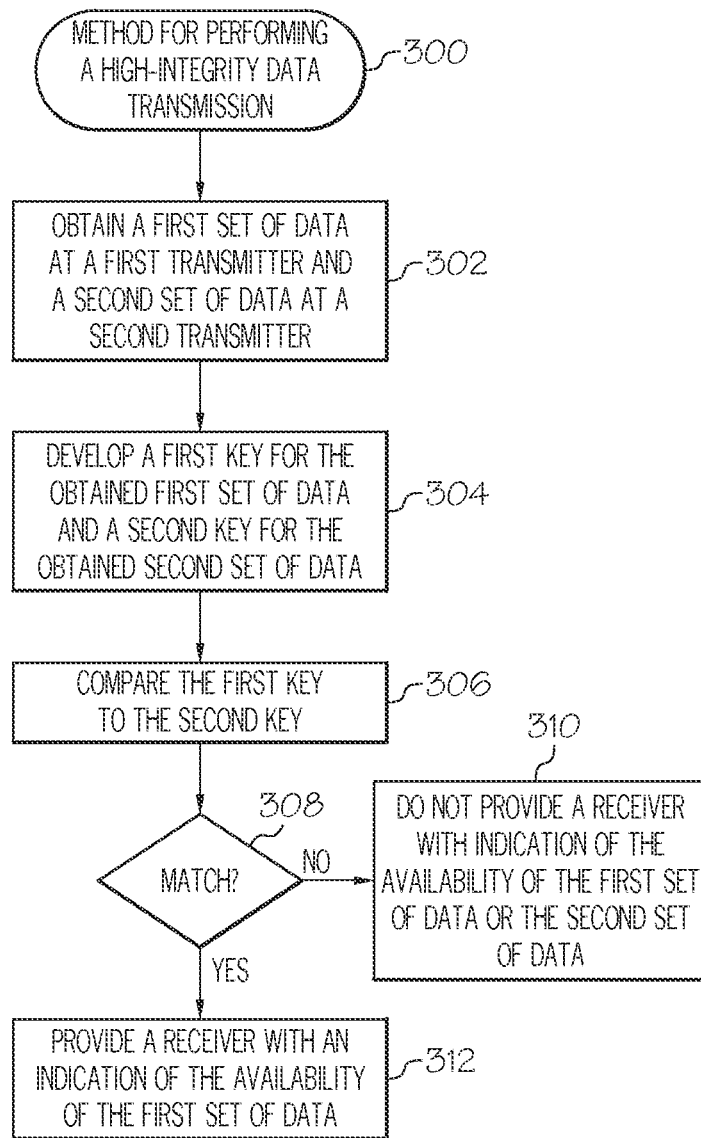 METHOD FOR PERFORMING
A HIGH-INTEGRITY DATA
TRANSMISSION
300
OBTAIN A FIRST SET OF DATA
AT A FIRST TRANSMITTER AND
A SECOND SET OF DATA AT A
SECOND TRANSMITTER
302
DEVELOP A FIRST KEY FOR THE
OBTAINED FIRST SET OF DATA
AND A SECOND KEY FOR THE
OBTAINED SECOND SET OF DATA
304
COMPARE THE FIRST KEY
TO THE SECOND KEY
306
308
MATCH?
NO
310
DO NOT PROVIDE A RECEIVER
WITH INDICATION OF THE
AVAILABILITY OF THE FIRST SET
OF DATA OR THE SECOND SET
OF DATA
YES
PROVIDE A RECEIVER WITH AN
INDICATION OF THE AVAILABILITY
OF THE FIRST SET OF DATA
312